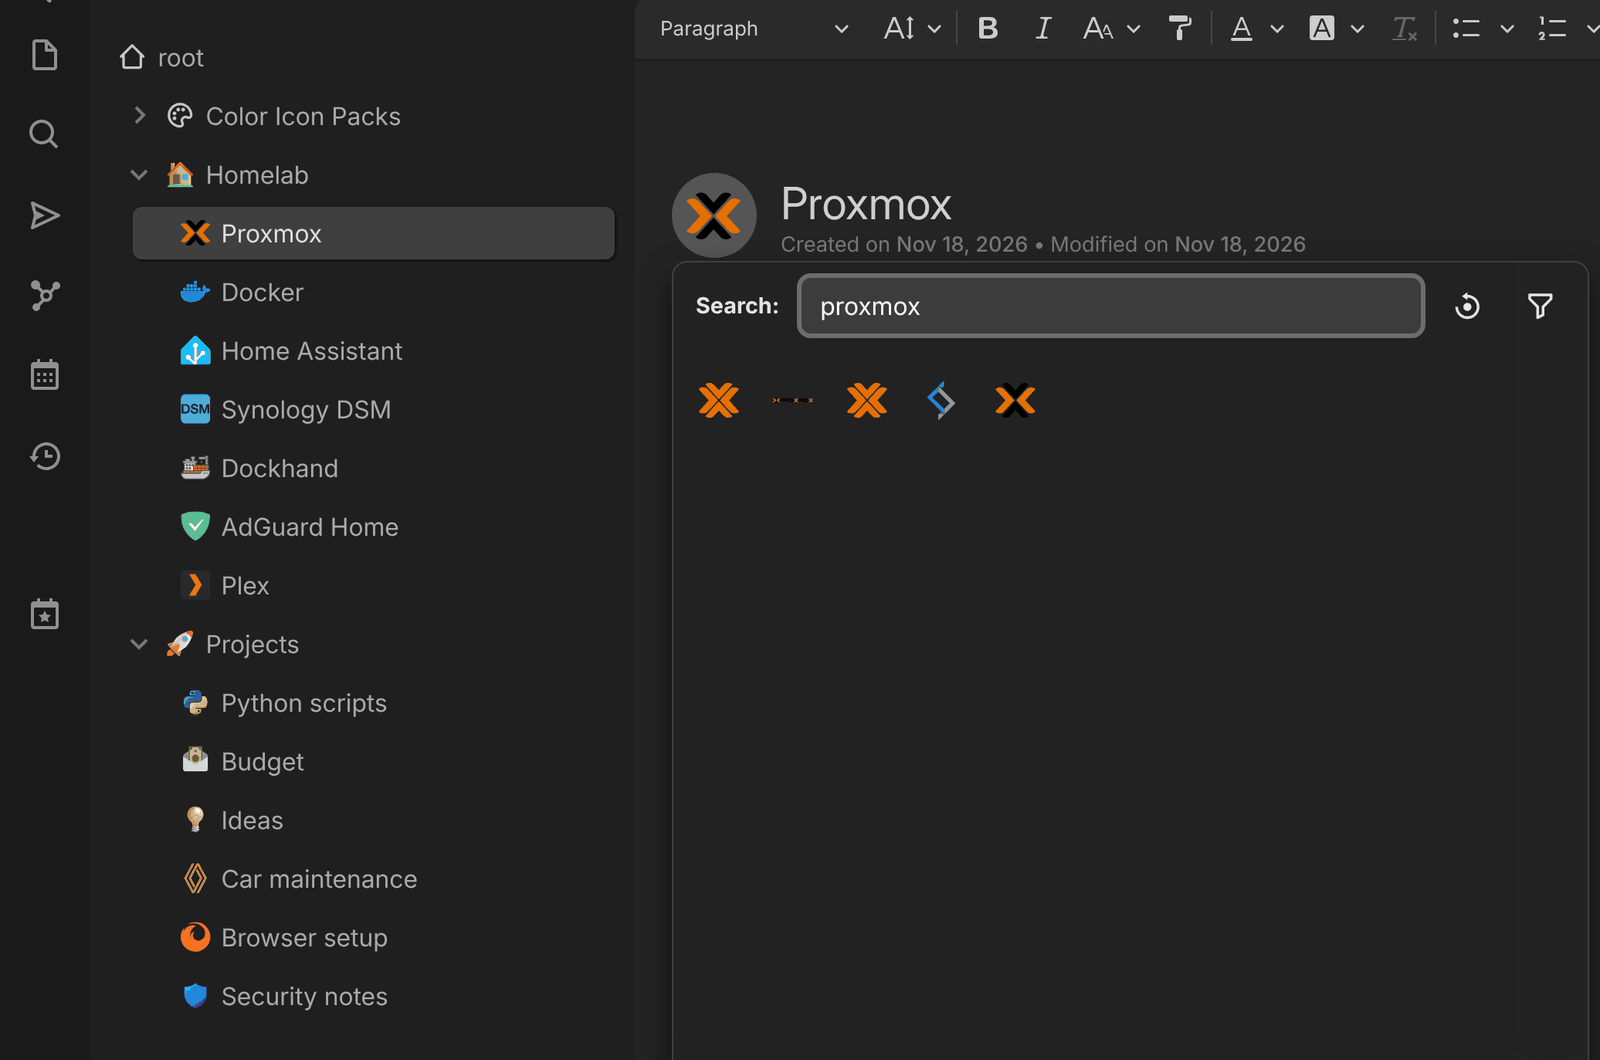 Paragraph
root
Color Icon Packs
Homelab
Proxmox
Docker
Home Assistant
DSM
Synology DSM
Dockhand
AdGuard Home
Plex
Projects
Python scripts
Budget
Ideas
Car maintenance
Browser setup
Security notes
Proxmox
Created on Nov 18, 2026 • Modified on Nov 18, 2026
Search: proxmox